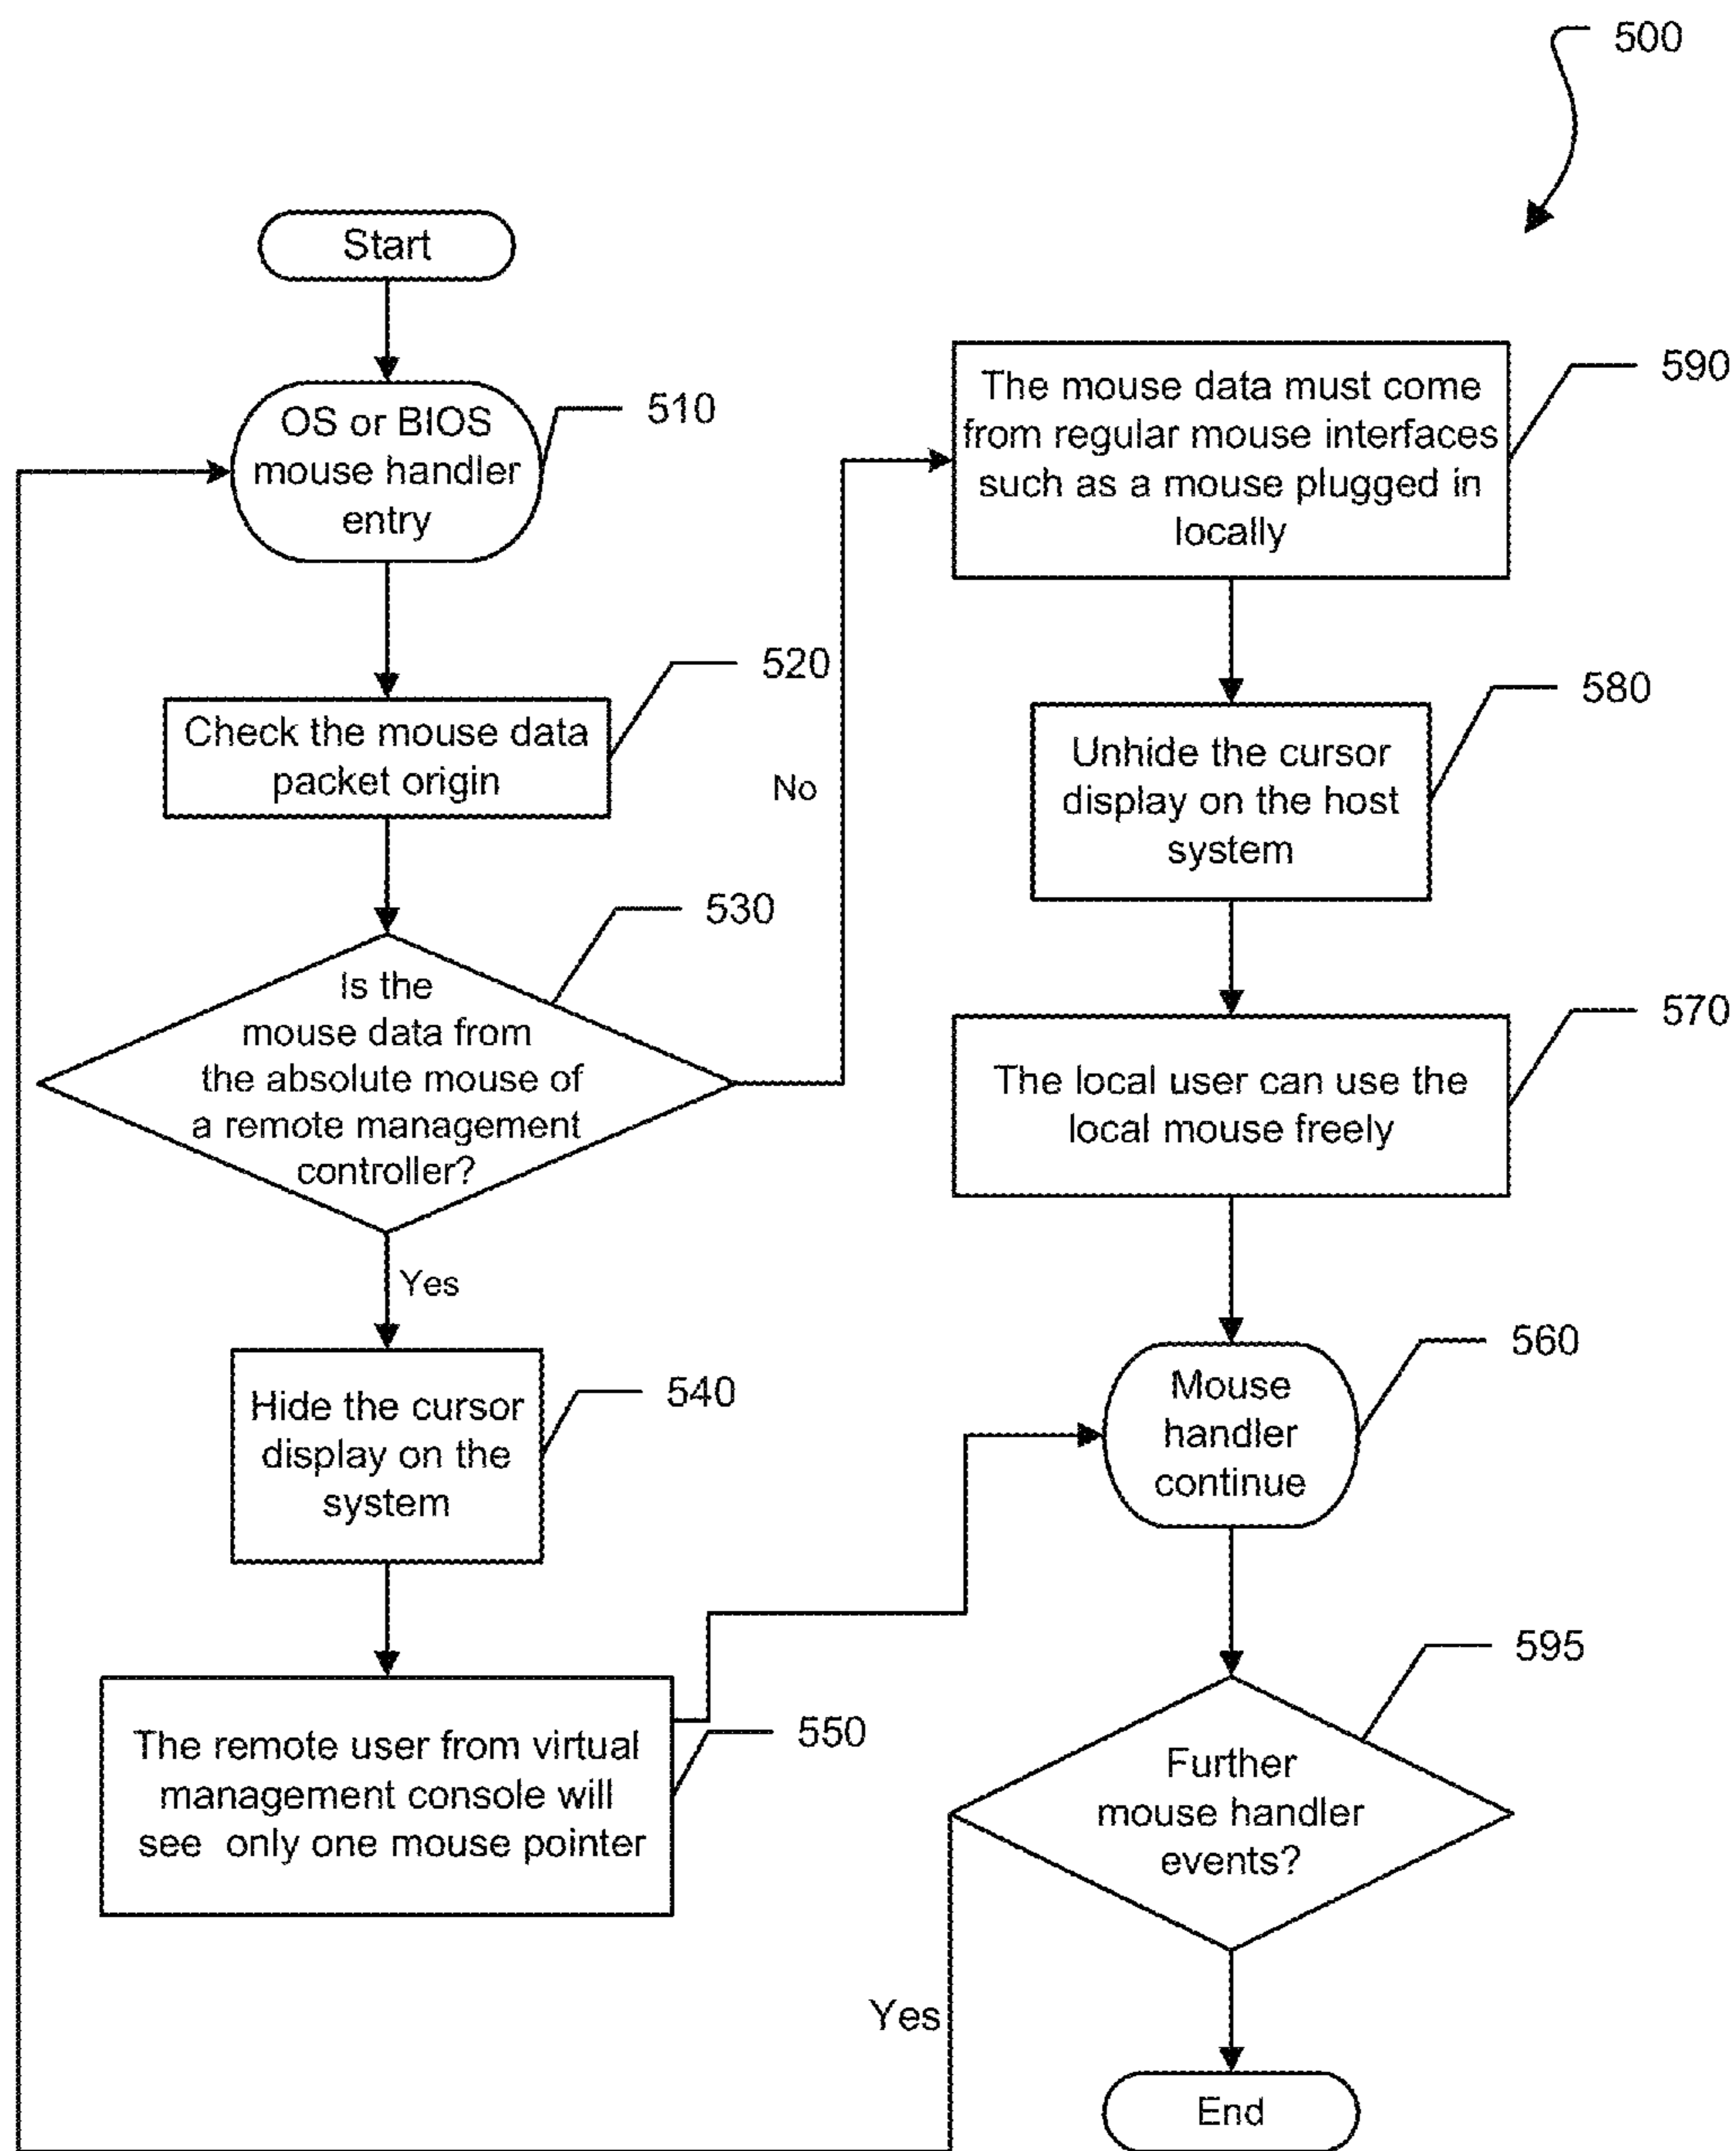 500
Start
OS or BIOS
mouse handler
entry
510
Check the mouse data
packet origin
520
Is the
mouse data from
the absolute mouse of
a remote management
controller?
530
No
Yes
Hide the cursor
display on the
system
540
The remote user from virtual
management console will
see only one mouse pointer
550
The mouse data must come
from regular mouse interfaces
such as a mouse plugged in
locally
590
Unhide the cursor
display on the host
system
580
The local user can use the
local mouse freely
570
Mouse
handler
continue
560
Further
mouse handler
events?
595
Yes
End